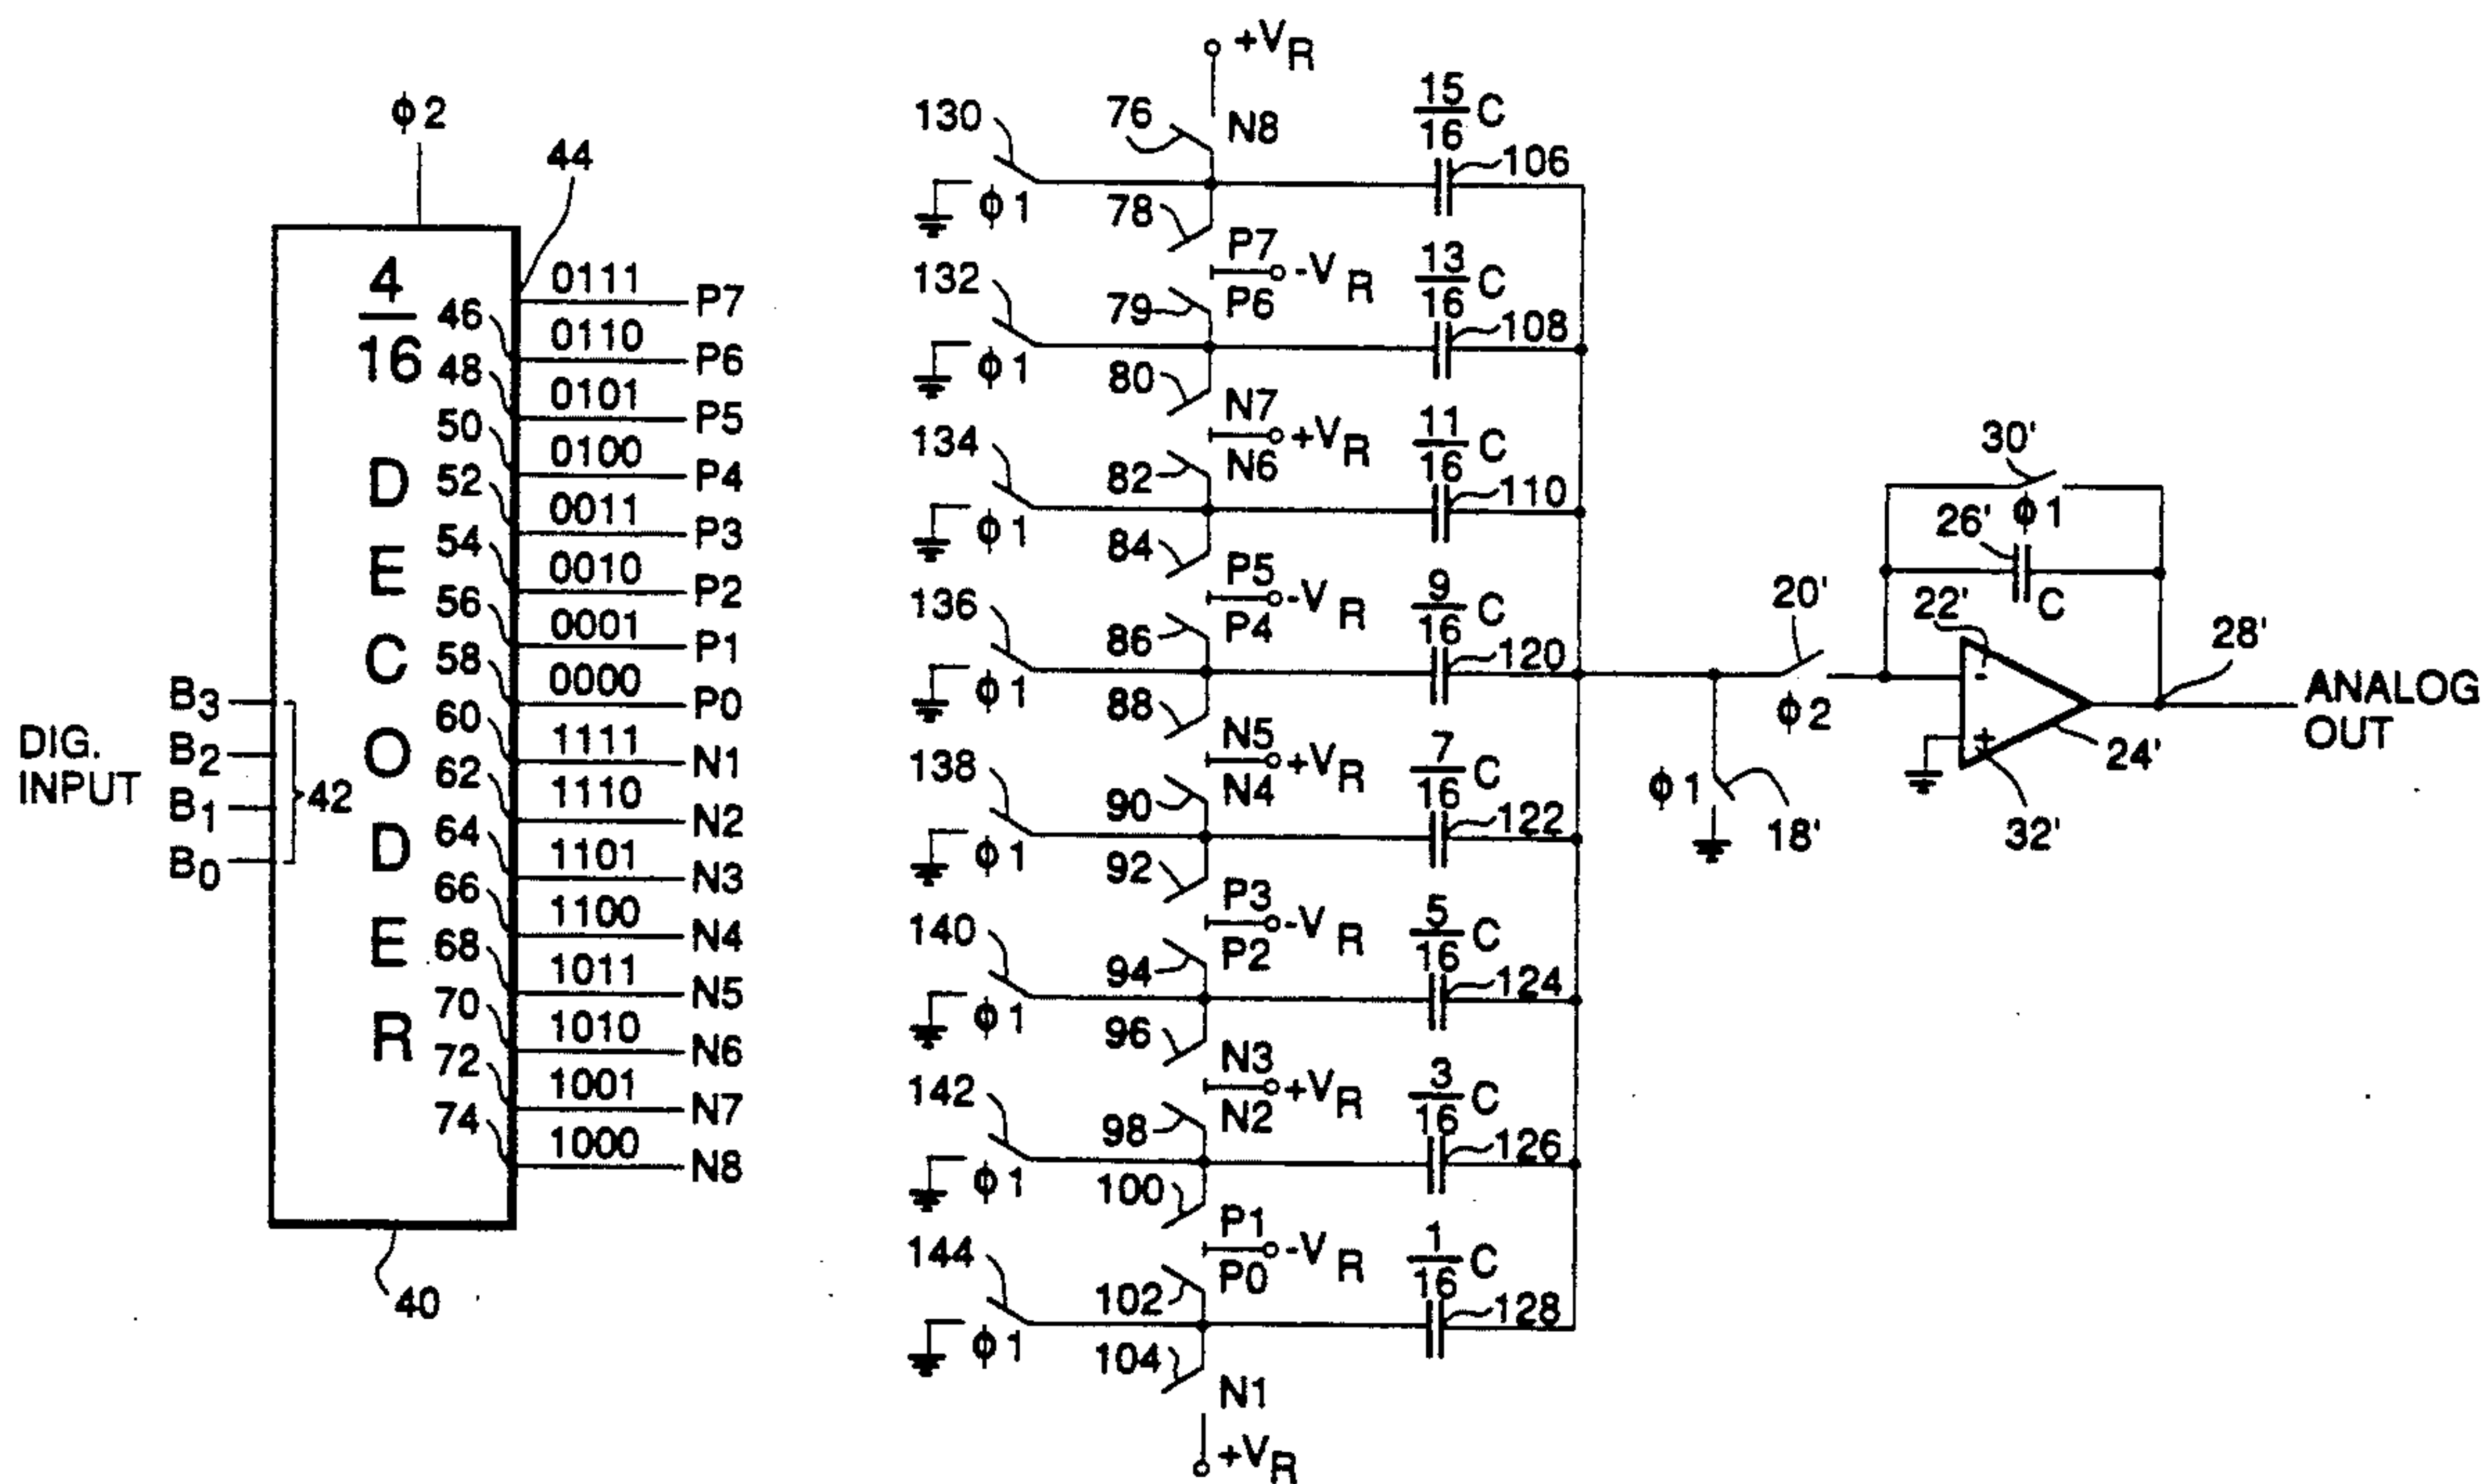 ϕ2
44
4
16
DECODER
46
48
50
52
54
56
58
60
62
64
66
68
70
72
74
0111 P7
0110 P6
0101 P5
0100 P4
0011 P3
0010 P2
0001 P1
0000 P0
1111 N1
1110 N2
1101 N3
1100 N4
1011 N5
1010 N6
1001 N7
1000 N8
DIG.
INPUT
B3
B2
B1
B0
42
40
+VR
130
ϕ1
76
N8
78
15/16 C
106
P7
-VR
P6
132
ϕ1
79
80
13/16 C
108
N7
+VR
N6
134
ϕ1
82
84
11/16 C
110
P5
-VR
P4
136
ϕ1
86
88
9/16 C
120
N5
+VR
N4
138
ϕ1
90
92
7/16 C
122
P3
-VR
P2
140
ϕ1
94
96
5/16 C
124
N3
+VR
N2
142
ϕ1
98
100
3/16 C
126
P1
-VR
P0
144
ϕ1
102
104
1/16 C
128
N1
+VR
ϕ1
18'
20'
ϕ2
30'
ϕ1
26'
C
22'
-
+
24'
32'
28'
ANALOG
OUT